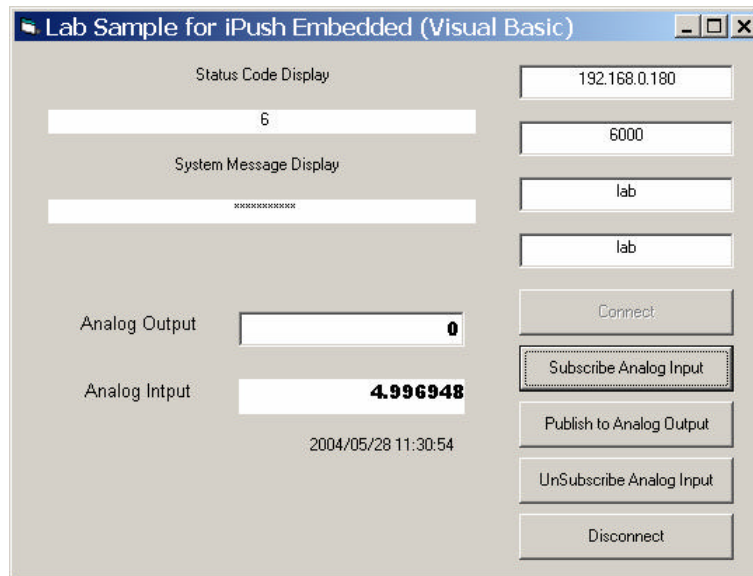 Lab Sample for iPush Embedded (Visual Basic)
Status Code Display
6
System Message Display
***********
Analog Output
0
Analog Intput
4.996948
2004/05/28 11:30:54
192.168.0.180
6000
lab
lab
Connect
Subscribe Analog Input
Publish to Analog Output
UnSubscribe Analog Input
Disconnect